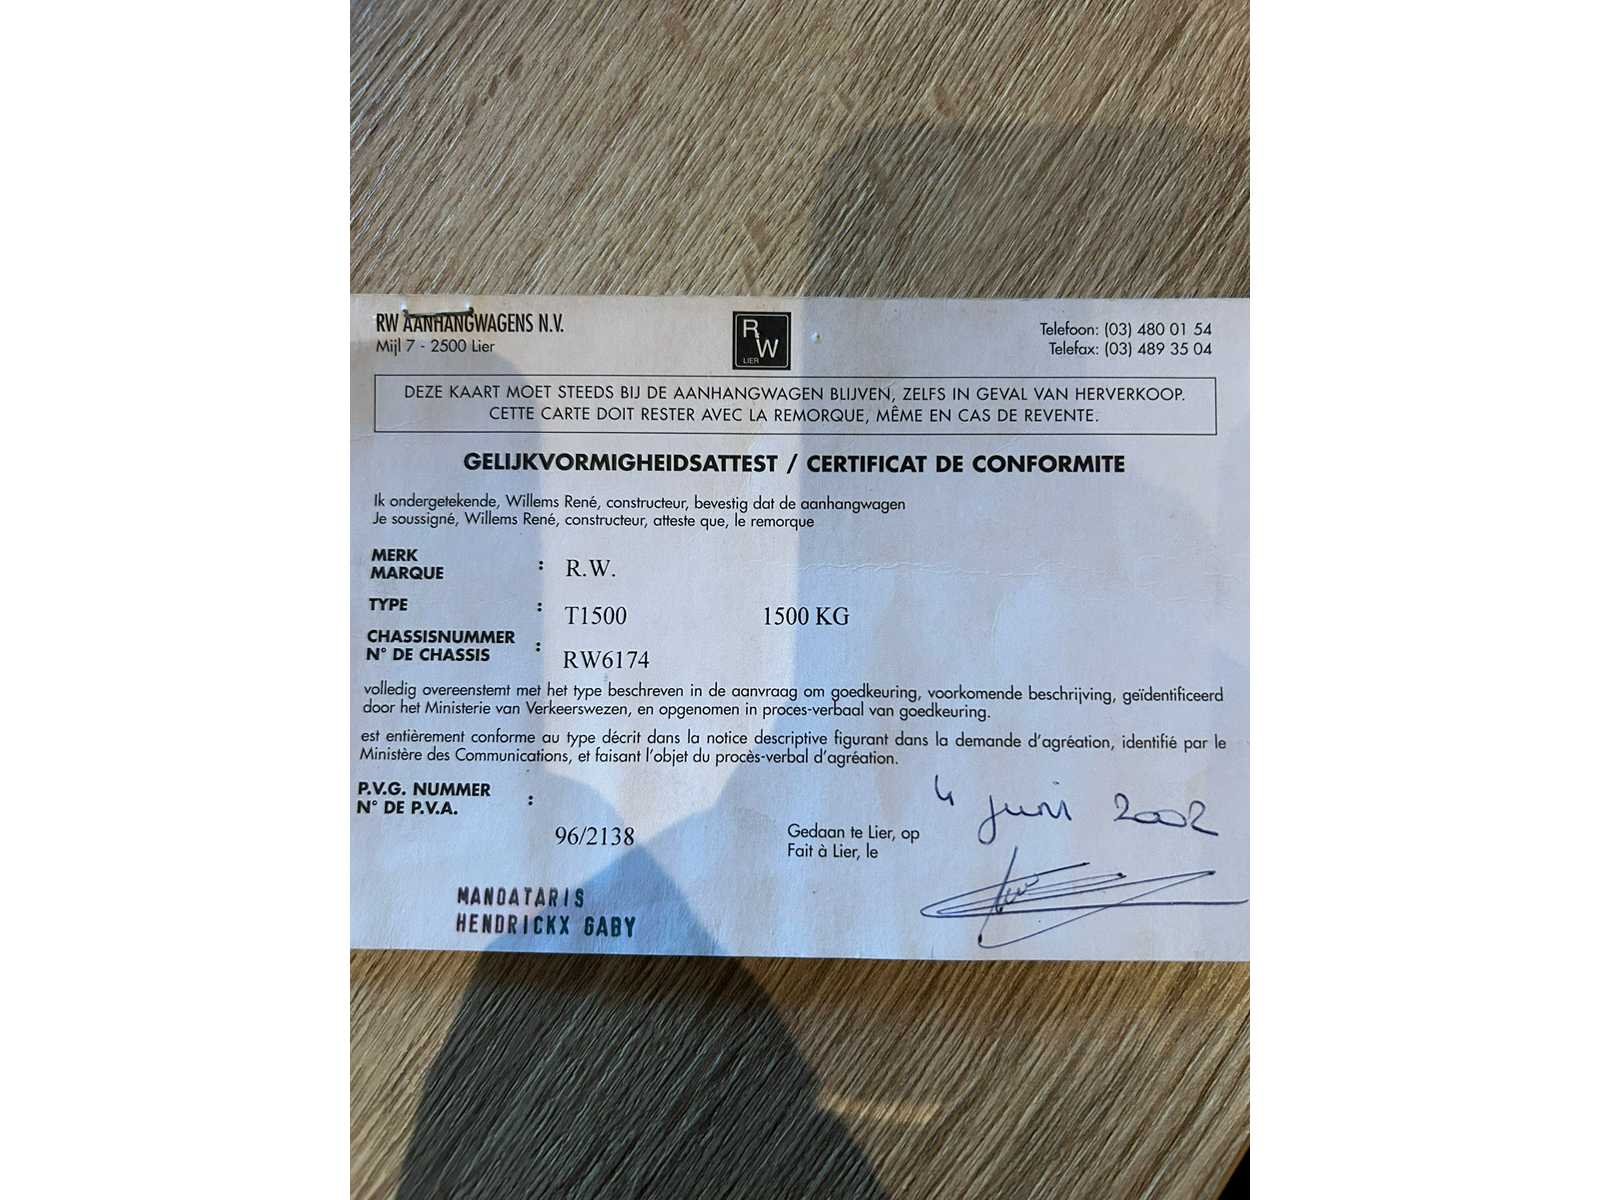 RW AANHANGWAGENS N.V.
Mijl 7 - 2500 Lier
RW
LIER
Telefoon: (03) 480 01 54
Telefax: (03) 489 35 04
DEZE KAART MOET STEEDS BIJ DE AANHANGWAGEN BLIJVEN, ZELFS IN GEVAL VAN HERVERKOOP.
CETTE CARTE DOIT RESTER AVEC LA REMORQUE, MÊME EN CAS DE REVENTE.
GELIJKVORMIGHEIDSATTEST / CERTIFICAT DE CONFORMITE
Ik ondergetekende, Willems René, constructeur, bevestig dat de aanhangwagen
Je soussigné, Willems René, constructeur, atteste que, le remorque
MERK
MARQUE : R.W.
TYPE : T1500 1500 KG
CHASSISNUMMER
N° DE CHASSIS : RW6174
volledig overeenstemt met het type beschreven in de aanvraag om goedkeuring, voorkomende beschrijving, geïdentificeerd
door het Ministerie van Verkeerswezen, en opgenomen in proces-verbaal van goedkeuring.
est entièrement conforme au type décrit dans la notice descriptive figurant dans la demande d'agréation, identifié par le
Ministère des Communications, et faisant l'objet du procès-verbal d'agréation.
P.V.G. NUMMER
N° DE P.V.A. :
96/2138
4 juni 2002
Gedaan te Lier, op
Fait à Lier, le
MANDATARIS
HENDRICKX GABY